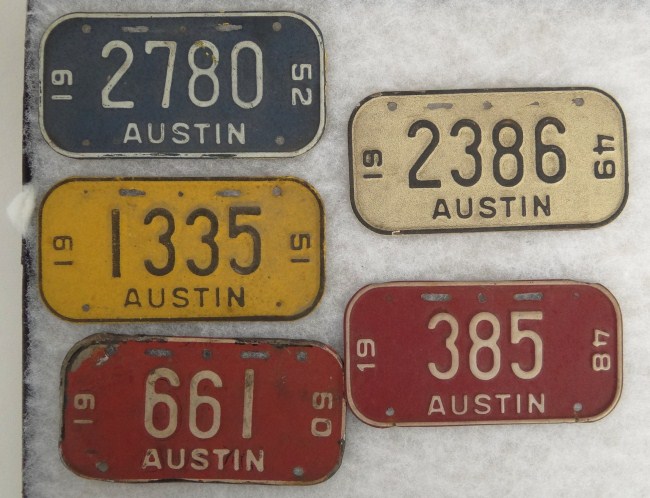 19 2780 52
AUSTIN
19 1335 51
AUSTIN
19 661 50
AUSTIN
19 2386 49
AUSTIN
19 385 48
AUSTIN